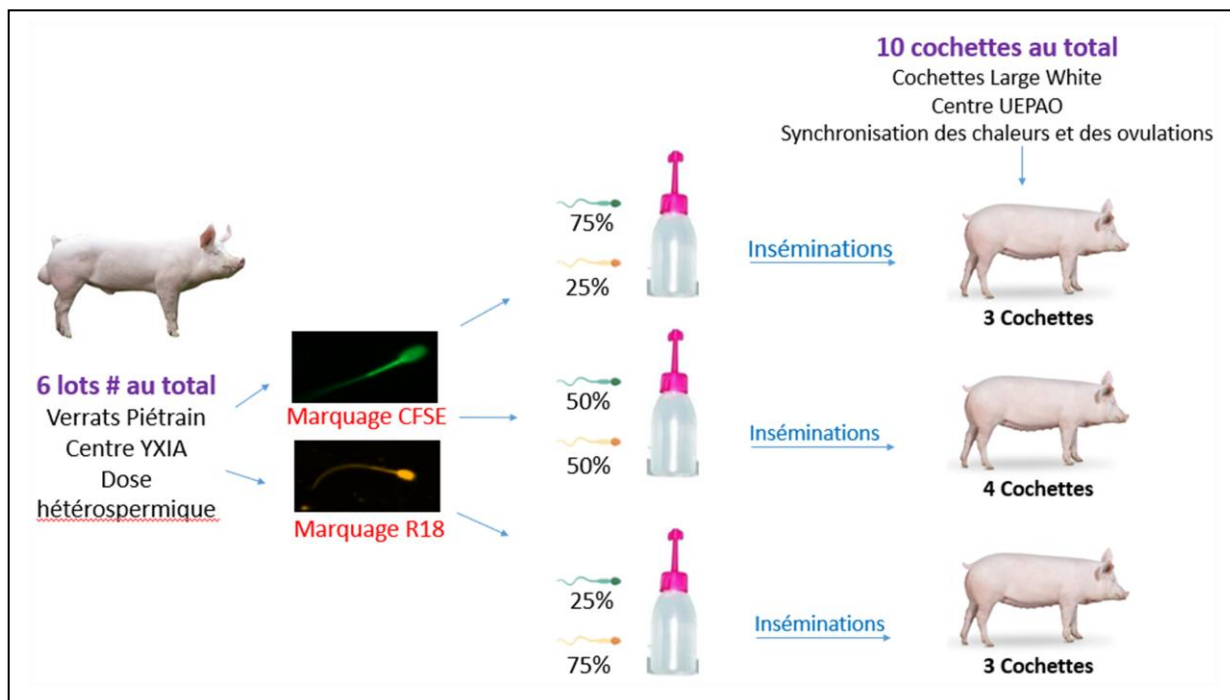 10 cochettes au total
Cochettes Large White
Centre UEPAO
Synchronisation des chaleurs et des ovulations
75%
25%
Inséminations
3 Cochettes
6 lots # au total
Verrats Piétrain
Centre YXIA
Dose
hétérospermique
Marquage CFSE
Marquage R18
50%
50%
Inséminations
4 Cochettes
25%
75%
Inséminations
3 Cochettes